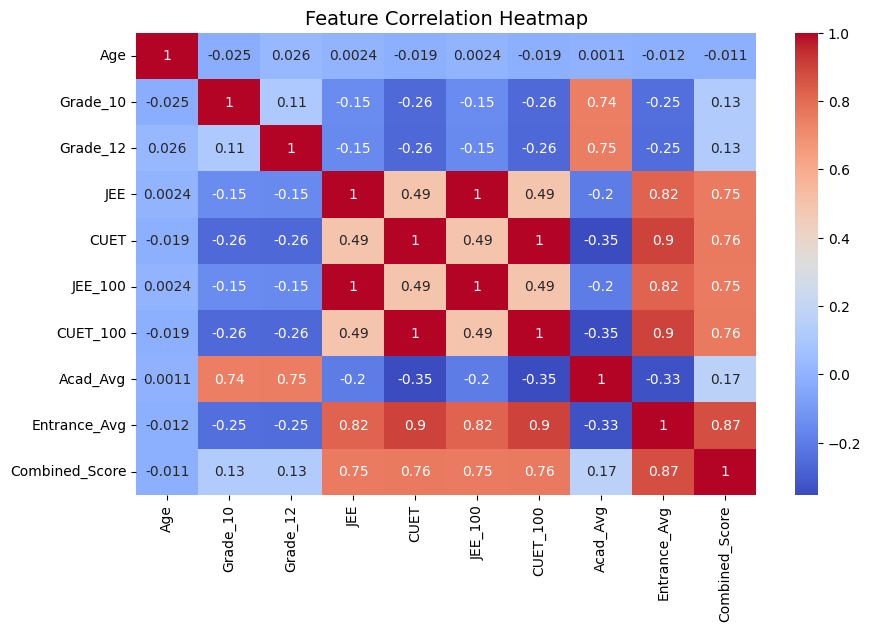 Feature Correlation Heatmap
Age 1 -0.025 0.026 0.0024 -0.019 0.0024 -0.019 0.0011 -0.012 -0.011
Grade_10 -0.025 1 0.11 -0.15 -0.26 -0.15 -0.26 0.74 -0.25 0.13
Grade_12 0.026 0.11 1 -0.15 -0.26 -0.15 -0.26 0.75 -0.25 0.13
JEE 0.0024 -0.15 -0.15 1 0.49 1 0.49 -0.2 0.82 0.75
CUET -0.019 -0.26 -0.26 0.49 1 0.49 1 -0.35 0.9 0.76
JEE_100 0.0024 -0.15 -0.15 1 0.49 1 0.49 -0.2 0.82 0.75
CUET_100 -0.019 -0.26 -0.26 0.49 1 0.49 1 -0.35 0.9 0.76
Acad_Avg 0.0011 0.74 0.75 -0.2 -0.35 -0.2 -0.35 1 -0.33 0.17
Entrance_Avg -0.012 -0.25 -0.25 0.82 0.9 0.82 0.9 -0.33 1 0.87
Combined_Score -0.011 0.13 0.13 0.75 0.76 0.75 0.76 0.17 0.87 1
Age Grade_10 Grade_12 JEE CUET JEE_100 CUET_100 Acad_Avg Entrance_Avg Combined_Score
1.0
0.8
0.6
0.4
0.2
0.0
−0.2